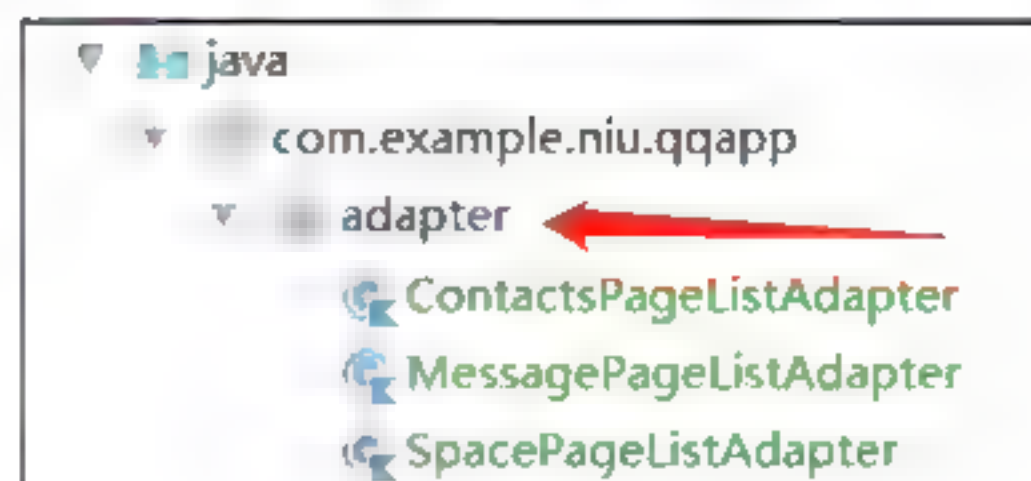 java
com.example.niu.qqapp
adapter
ContactsPageListAdapter
MessagePageListAdapter
SpacePageListAdapter